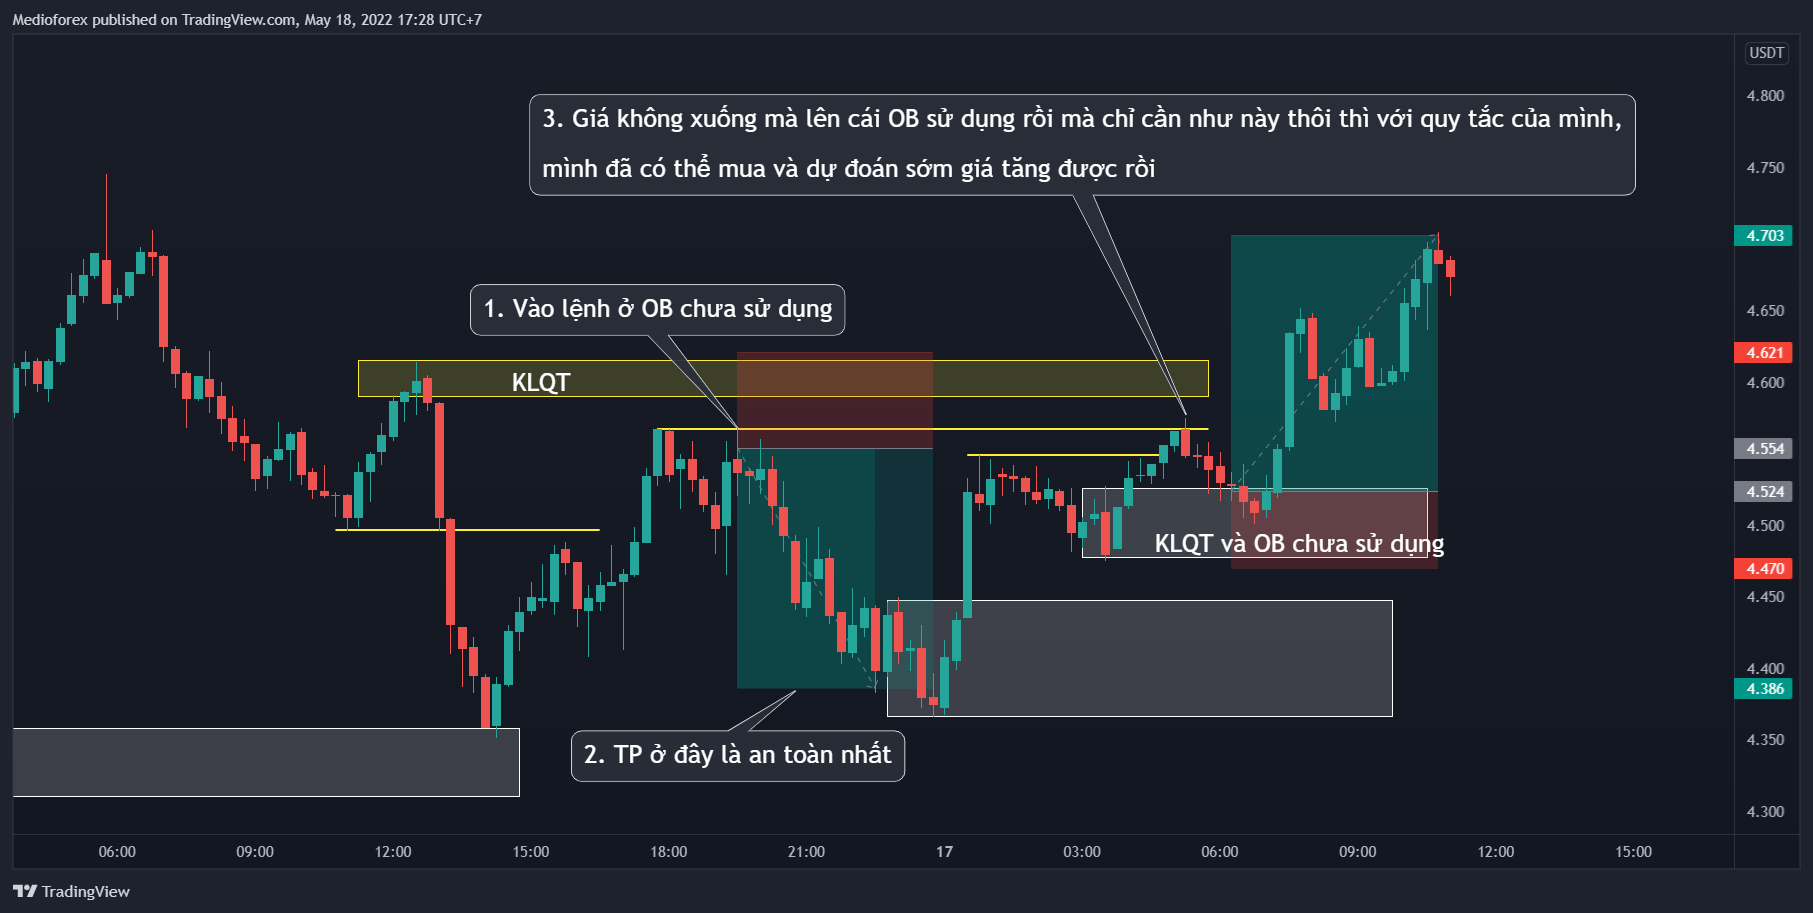 Medioforex published on TradingView.com, May 18, 2022 17:28 UTC+7
USDT
3. Giá không xuống mà lên cái OB sử dụng rồi mà chỉ cần như này thôi thì với quy tắc của mình,
mình đã có thể mua và dự đoán sớm giá tăng được rồi
1. Vào lệnh ở OB chưa sử dụng
KLQT
KLQT và OB chưa sử dụng
2. TP ở đây là an toàn nhất
4.800
4.750
4.703
4.650
4.621
4.600
4.554
4.524
4.500
4.470
4.450
4.400
4.386
4.350
4.300
06:00 09:00 12:00 15:00 18:00 21:00 17 03:00 06:00 09:00 12:00 15:00
TradingView